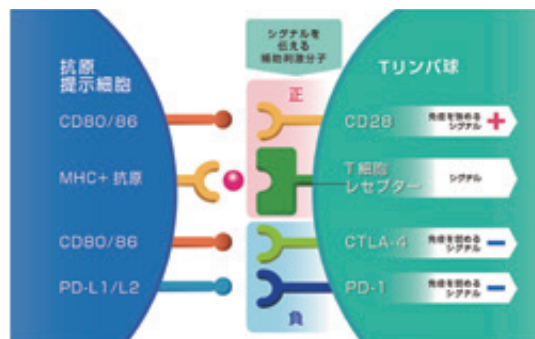 シグナルを
伝える
補助刺激分子
抗原
提示細胞
Tリンパ球
正
CD80/86
CD28
免疫を強める
シグナル
+
MHC+抗原
T細胞
レセプター
シグナル
CD80/86
CTLA-4
免疫を弱める
シグナル
−
PD-L1/L2
PD-1
免疫を弱める
シグナル
−
負